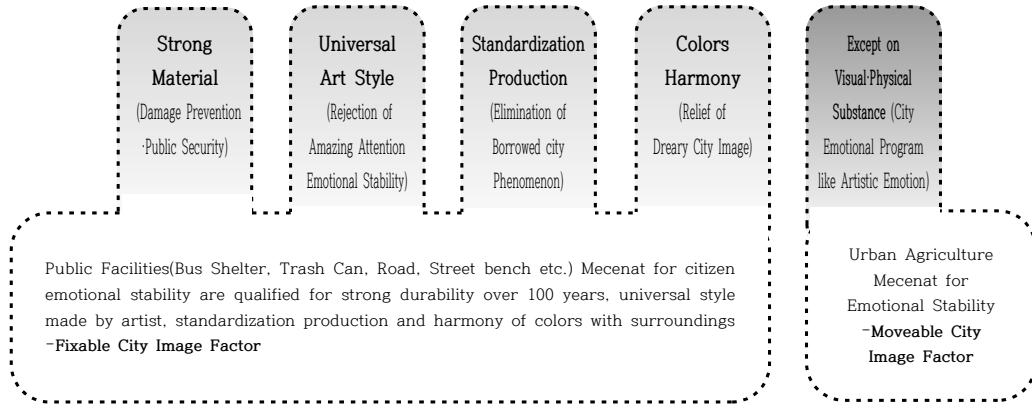 Strong
Material
(Damage Prevention
·Public Security)
Universal
Art Style
(Rejection of
Amazing Attention
Emotional Stability)
Standardization
Production
(Elimination of
Borrowed city
Phenomenon)
Colors
Harmony
(Relief of
Dreary City Image)
Except on
Visual·Physical
Substance (City
Emotional Program
like Artistic Emotion)
Public Facilities(Bus Shelter, Trash Can, Road, Street bench etc.) Mecenat for citizen
emotional stability are qualified for strong durability over 100 years, universal style
made by artist, standardization production and harmony of colors with surroundings
-Fixable City Image Factor
Urban Agriculture
Mecenat for
Emotional Stability
-Moveable City
Image Factor